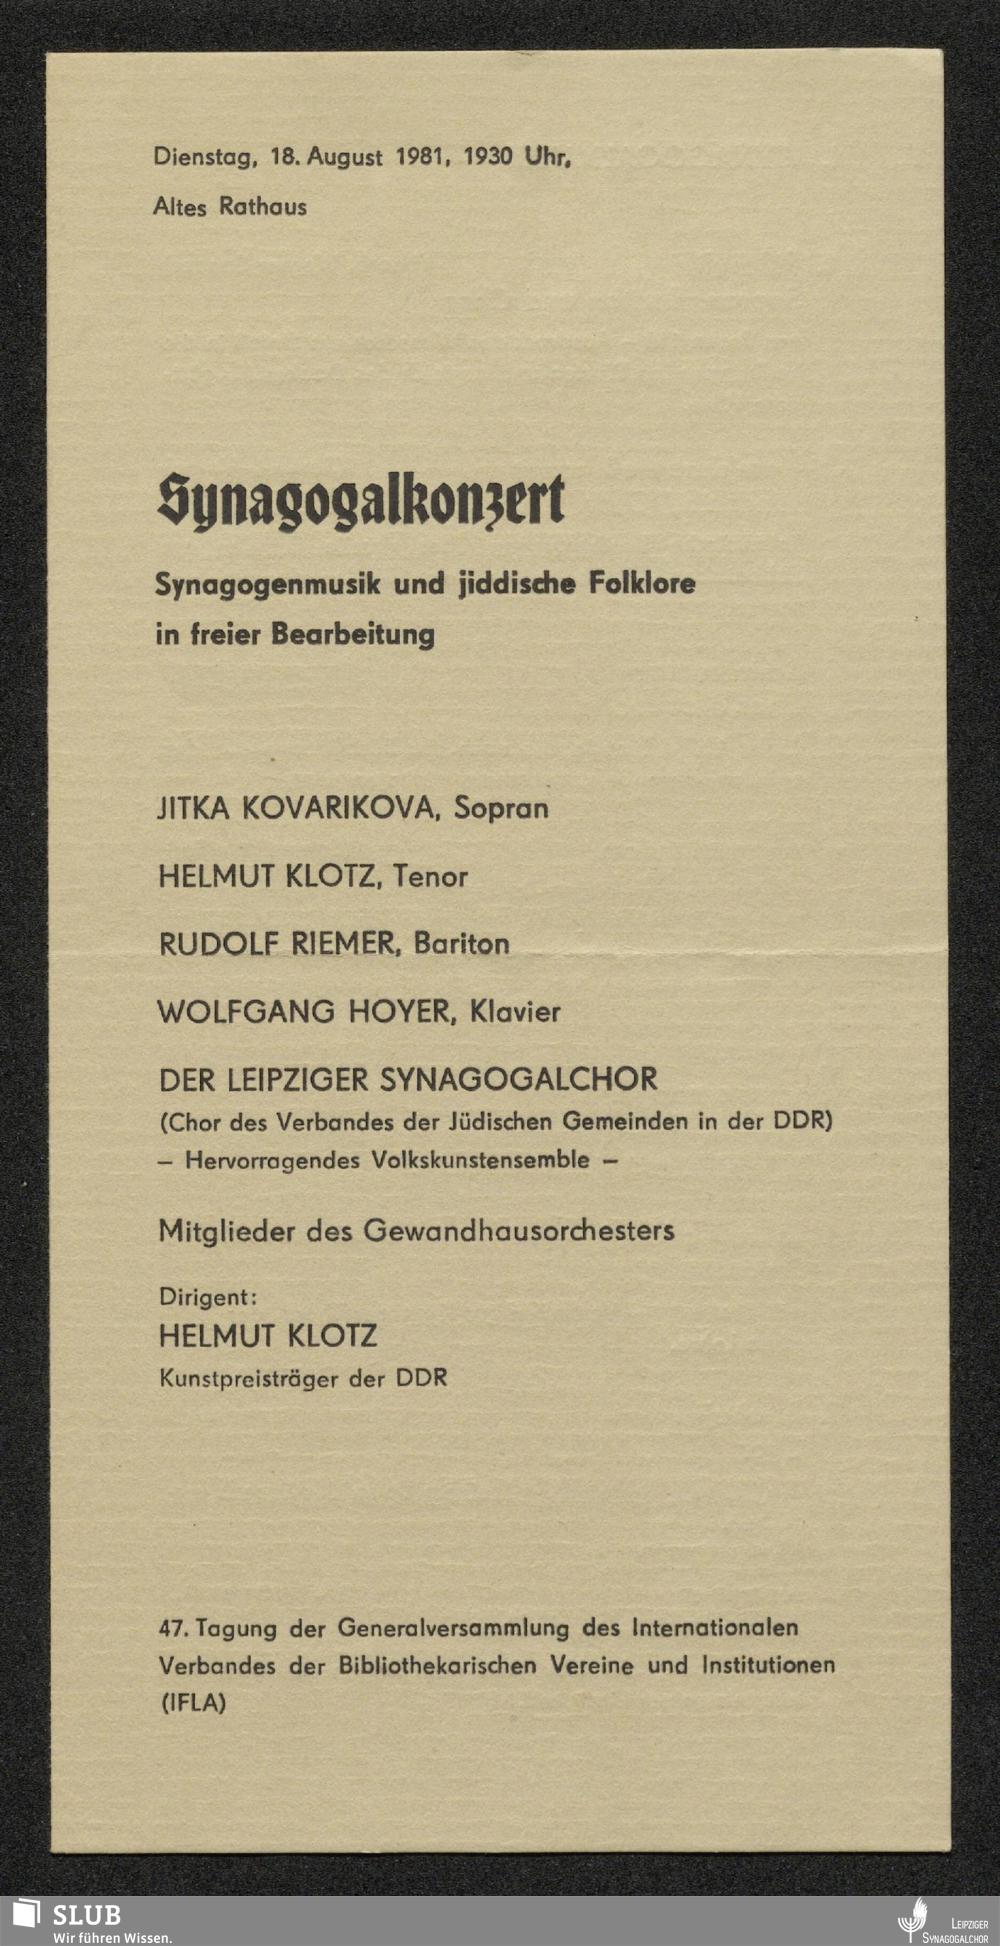 Dienstag, 18. August 1981, 1930 Uhr,
Altes Rathaus
Synagogalkonzert
Synagogenmusik und jiddische Folklore
in freier Bearbeitung
JITKA KOVARIKOVA, Sopran
HELMUT KLOTZ, Tenor
RUDOLF RIEMER, Bariton
WOLFGANG HOYER, Klavier
DER LEIPZIGER SYNAGOGALCHOR
(Chor des Verbandes der Jüdischen Gemeinden in der DDR)
– Hervorragendes Volkskunstensemble –
Mitglieder des Gewandhausorchesters
Dirigent:
HELMUT KLOTZ
Kunstpreisträger der DDR
47. Tagung der Generalversammlung des Internationalen
Verbandes der Bibliothekarischen Vereine und Institutionen
(IFLA)
SLUB
Wir führen Wissen.
LEIPZIGER
SYNAGOGALCHOR